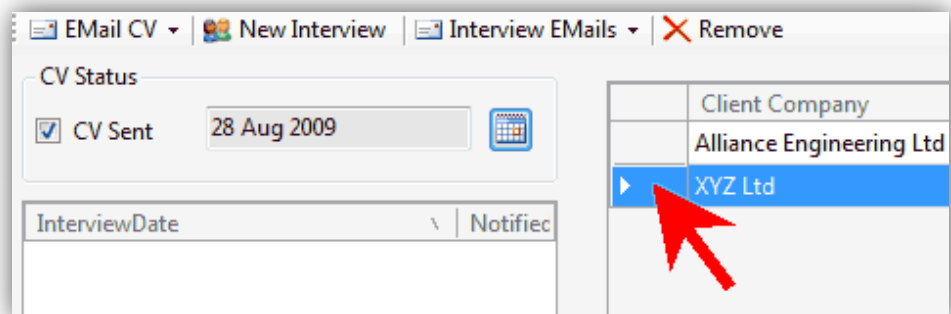 EMail CV New Interview Interview EMails Remove
CV Status
CV Sent 28 Aug 2009
InterviewDate Notified
Client Company
Alliance Engineering Ltd
XYZ Ltd